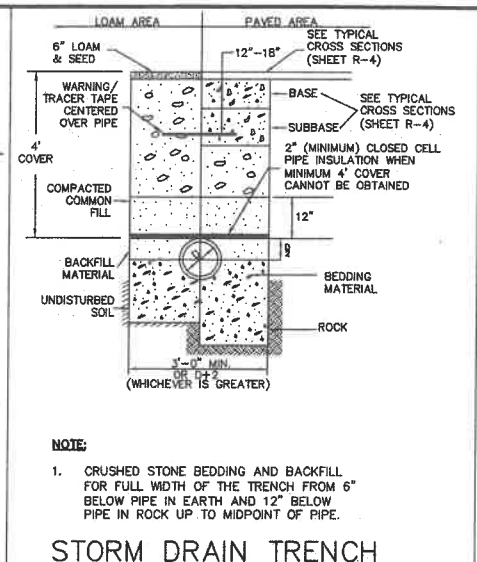 LOAM AREA
PAVED AREA
6" LOAM
& SEED
12"-18"
SEE TYPICAL
CROSS SECTIONS
(SHEET R-4)
WARNING/
TRACER TAPE
CENTERED
OVER PIPE
BASE
SUBBASE
SEE TYPICAL
CROSS SECTIONS
(SHEET R-4)
4'
COVER
2" (MINIMUM) CLOSED CELL
PIPE INSULATION WHEN
MINIMUM 4' COVER
CANNOT BE OBTAINED
COMPACTED
COMMON
FILL
12"
D
2
BACKFILL
MATERIAL
D
BEDDING
MATERIAL
UNDISTURBED
SOIL
ROCK
3'-0" MIN.
OR D+2
(WHICHEVER IS GREATER)
NOTE:
1. CRUSHED STONE BEDDING AND BACKFILL
FOR FULL WIDTH OF THE TRENCH FROM 6"
BELOW PIPE IN EARTH AND 12" BELOW
PIPE IN ROCK UP TO MIDPOINT OF PIPE.
STORM DRAIN TRENCH